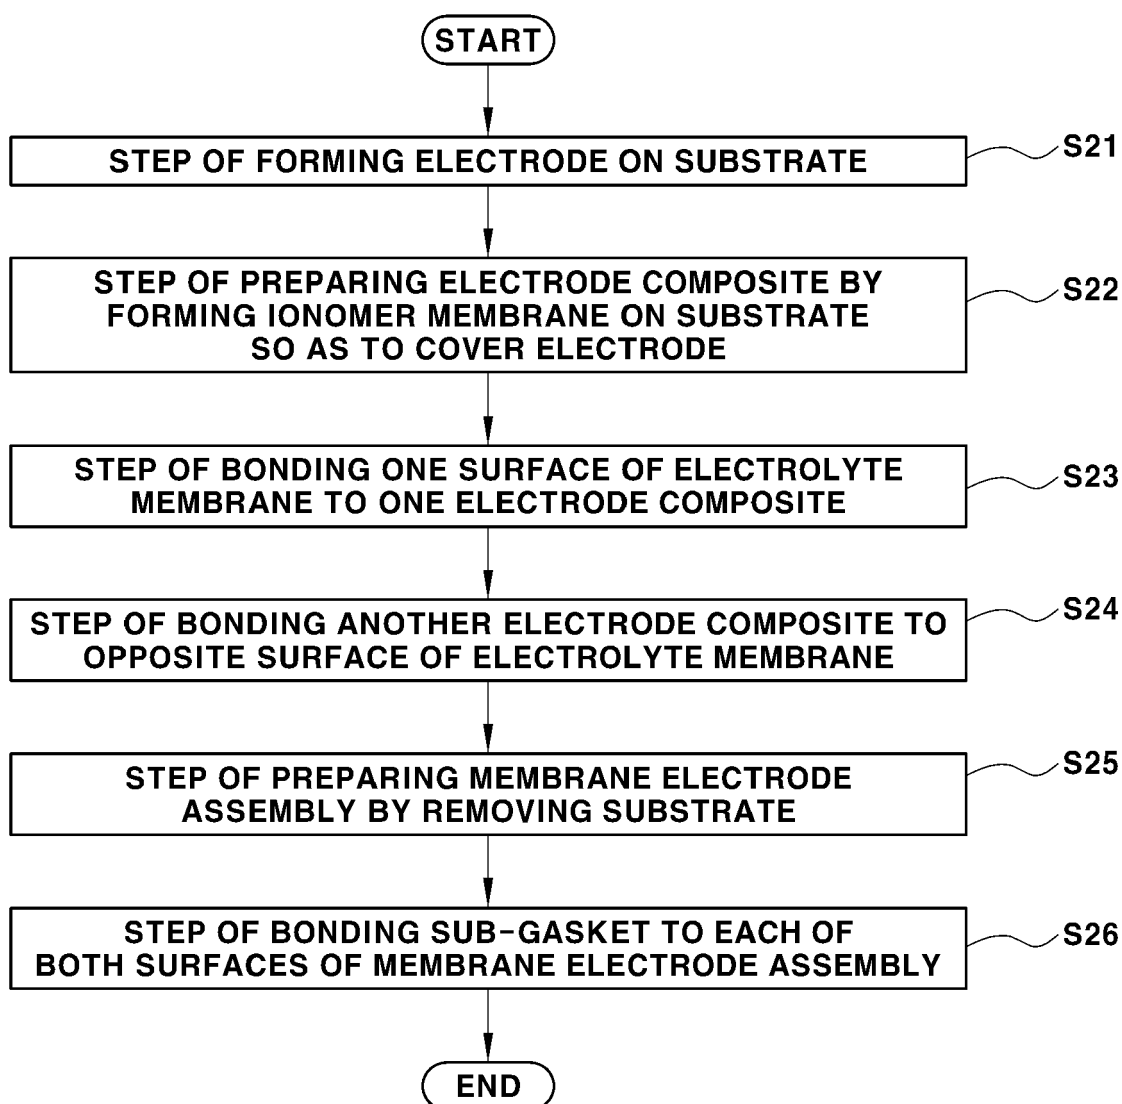 START
STEP OF FORMING ELECTRODE ON SUBSTRATE
S21
STEP OF PREPARING ELECTRODE COMPOSITE BY
FORMING IONOMER MEMBRANE ON SUBSTRATE
SO AS TO COVER ELECTRODE
S22
STEP OF BONDING ONE SURFACE OF ELECTROLYTE
MEMBRANE TO ONE ELECTRODE COMPOSITE
S23
STEP OF BONDING ANOTHER ELECTRODE COMPOSITE TO
OPPOSITE SURFACE OF ELECTROLYTE MEMBRANE
S24
STEP OF PREPARING MEMBRANE ELECTRODE
ASSEMBLY BY REMOVING SUBSTRATE
S25
STEP OF BONDING SUB-GASKET TO EACH OF
BOTH SURFACES OF MEMBRANE ELECTRODE ASSEMBLY
S26
END